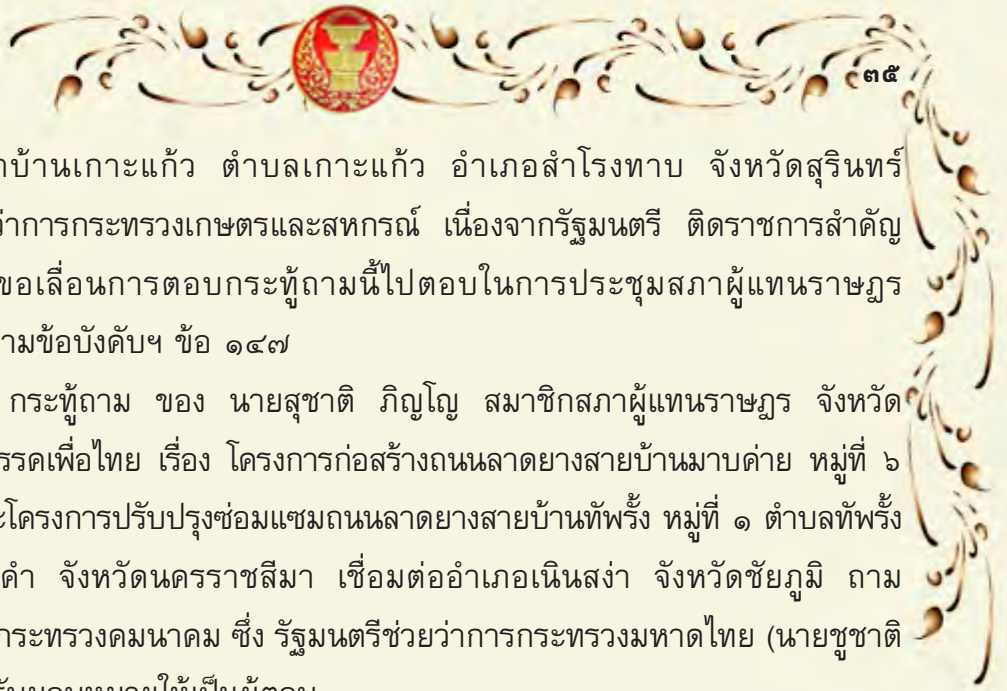 ๓๕
บ้านเกาะแก้ว ตำบลเกาะแก้ว อำเภอสำโรงทาบ จังหวัดสุรินทร์
ว่าการกระทรวงเกษตรและสหกรณ์ เนื่องจากรัฐมนตรี ติดราชการสำคัญ
ขอเลื่อนการตอบกระทู้ถามนี้ไปตอบในการประชุมสภาผู้แทนราษฎร
ามข้อบังคับฯ ข้อ ๑๔๗
กระทู้ถาม ของ นายสุชาติ ภิญโญ สมาชิกสภาผู้แทนราษฎร จังหวัด
รรคเพื่อไทย เรื่อง โครงการก่อสร้างถนนลาดยางสายบ้านมาบค่าย หมู่ที่ ๖
ะโครงการปรับปรุงซ่อมแซมถนนลาดยางสายบ้านทัพรั้ง หมู่ที่ ๑ ตำบลทัพรั้ง
คำ จังหวัดนครราชสีมา เชื่อมต่ออำเภอเนินสง่า จังหวัดชัยภูมิ ถาม
กระทรวงคมนาคม ซึ่ง รัฐมนตรีช่วยว่าการกระทรวงมหาดไทย (นายชูชาติ